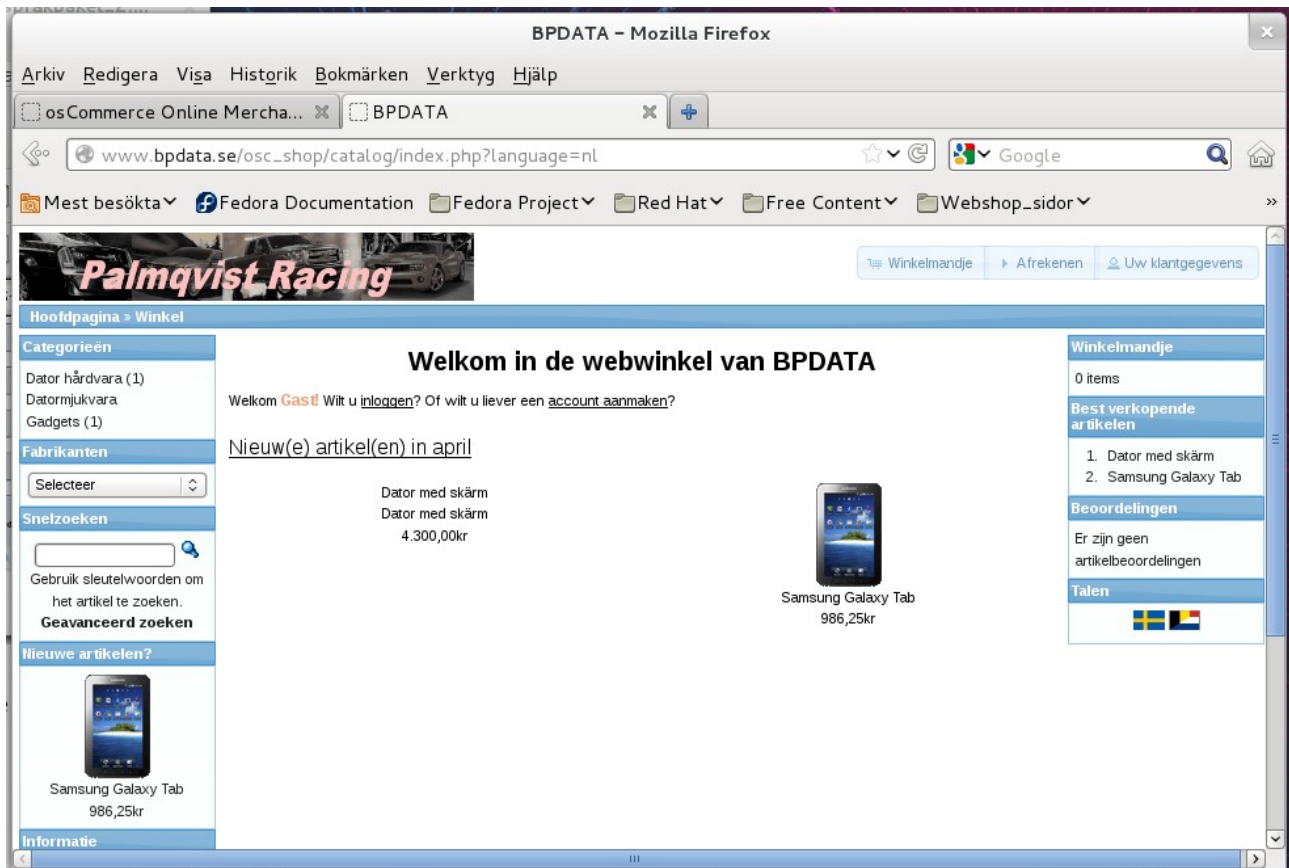 BPDATA – Mozilla Firefox
Arkiv Redigera Visa Historik Bokmärken Verktyg Hjälp
osCommerce Online Mercha... BPDATA
www.bpdata.se/osc_shop/catalog/index.php?language=nl Google
Mest besökta Fedora Documentation Fedora Project Red Hat Free Content Webshop_sidor »
Palmqvist Racing
Winkelmandje Afrekenen Uw klantgegevens
Hoofdpagina » Winkel
Categorieën
Dator hårdvara (1)
Datormjukvara
Gadgets (1)
Fabrikanten
Selecteer
Snelzoeken
Gebruik sleutelwoorden om
het artikel te zoeken.
Geavanceerd zoeken
Nieuwe artikelen?
Samsung Galaxy Tab
986,25kr
Informatie
Welkom in de webwinkel van BPDATA
Welkom Gast! Wilt u inloggen? Of wilt u liever een account aanmaken?
Nieuw(e) artikel(en) in april
Dator med skärm
Dator med skärm
4.300,00kr
Samsung Galaxy Tab
986,25kr
Winkelmandje
0 items
Best verkopende
artikelen
1. Dator med skärm
2. Samsung Galaxy Tab
Beoordelingen
Er zijn geen
artikelbeoordelingen
Talen